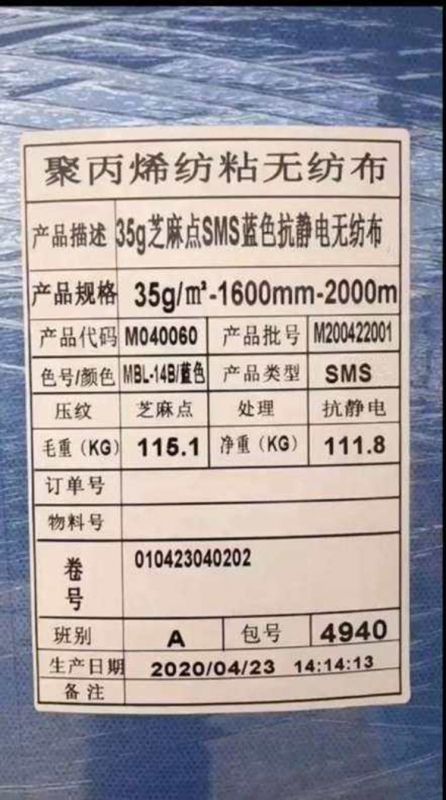 聚丙烯纺粘无纺布
产品描述 35g芝麻点SMS蓝色抗静电无纺布
产品规格 35g/m²-1600mm-2000m
产品代码 M040060 产品批号 M200422001
色号/颜色 MBL-14B/蓝色 产品类型 SMS
压纹 芝麻点 处理 抗静电
毛重(KG) 115.1 净重(KG) 111.8
订单号
物料号
卷号 010423040202
班别 A 包号 4940
生产日期 2020/04/23 14:14:13
备注